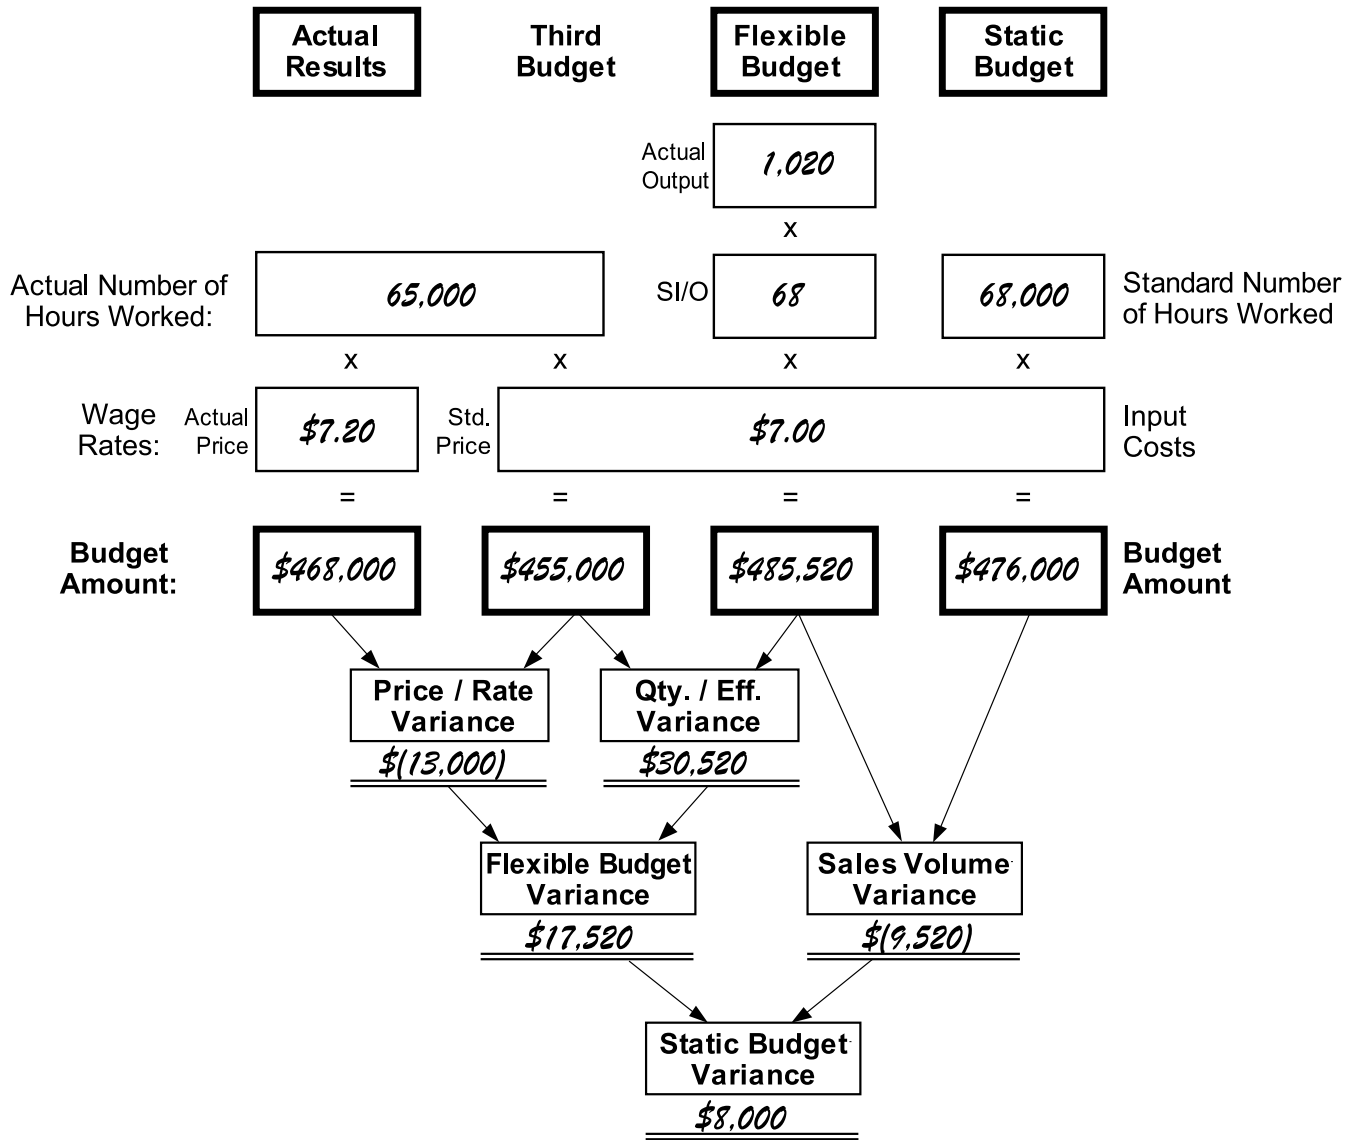 Actual
Results
Third
Budget
Flexible
Budget
Static
Budget
Actual
Output
1,020
x
Actual Number of
Hours Worked:
65,000
SI/O
68
68,000
Standard Number
of Hours Worked
x
x
x
x
Wage
Rates:
Actual
Price
$7.20
Std.
Price
$7.00
Input
Costs
=
=
=
=
Budget
Amount:
$468,000
$455,000
$485,520
$476,000
Budget
Amount
Price / Rate
Variance
$(13,000)
Qty. / Eff.
Variance
$30,520
Flexible Budget
Variance
$17,520
Sales Volume
Variance
$(9,520)
Static Budget
Variance
$8,000